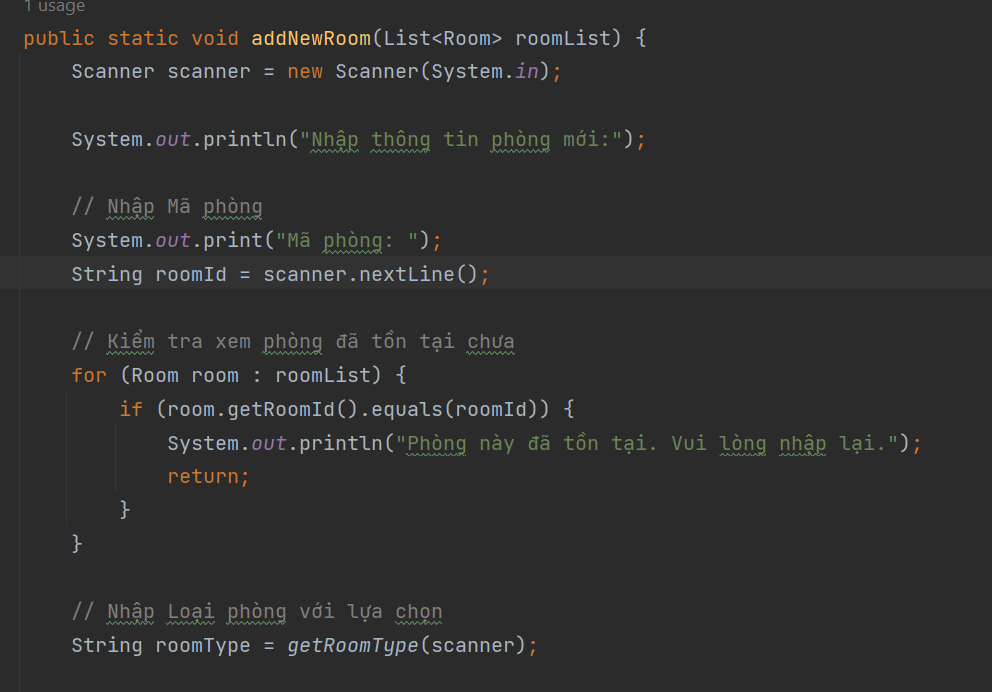 1 usage
public static void addNewRoom(List<Room> roomList) {
Scanner scanner = new Scanner(System.in);
System.out.println("Nhập thông tin phòng mới:");
// Nhập Mã phòng
System.out.print("Mã phòng: ");
String roomId = scanner.nextLine();
// Kiểm tra xem phòng đã tồn tại chưa
for (Room room : roomList) {
if (room.getRoomId().equals(roomId)) {
System.out.println("Phòng này đã tồn tại. Vui lòng nhập lại.");
return;
}
}
// Nhập Loại phòng với lựa chọn
String roomType = getRoomType(scanner);